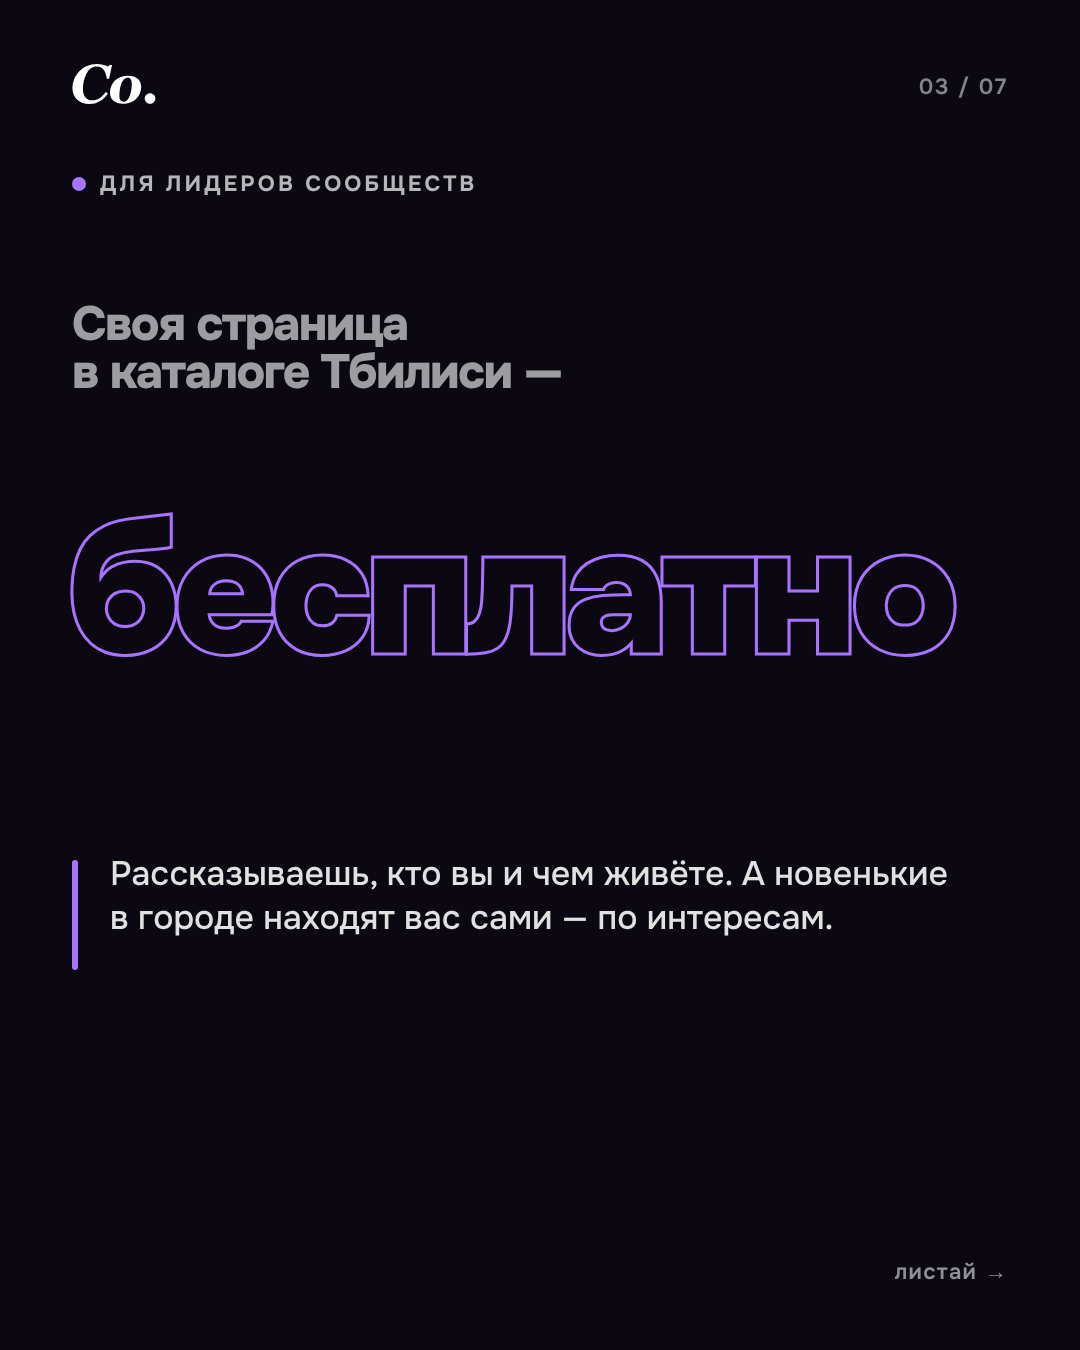 Co.
03 / 07
ДЛЯ ЛИДЕРОВ СООБЩЕСТВ
Своя страница
в каталоге Тбилиси —
бесплатно
Рассказываешь, кто вы и чем живёте. А новенькие
в городе находят вас сами — по интересам.
листай →